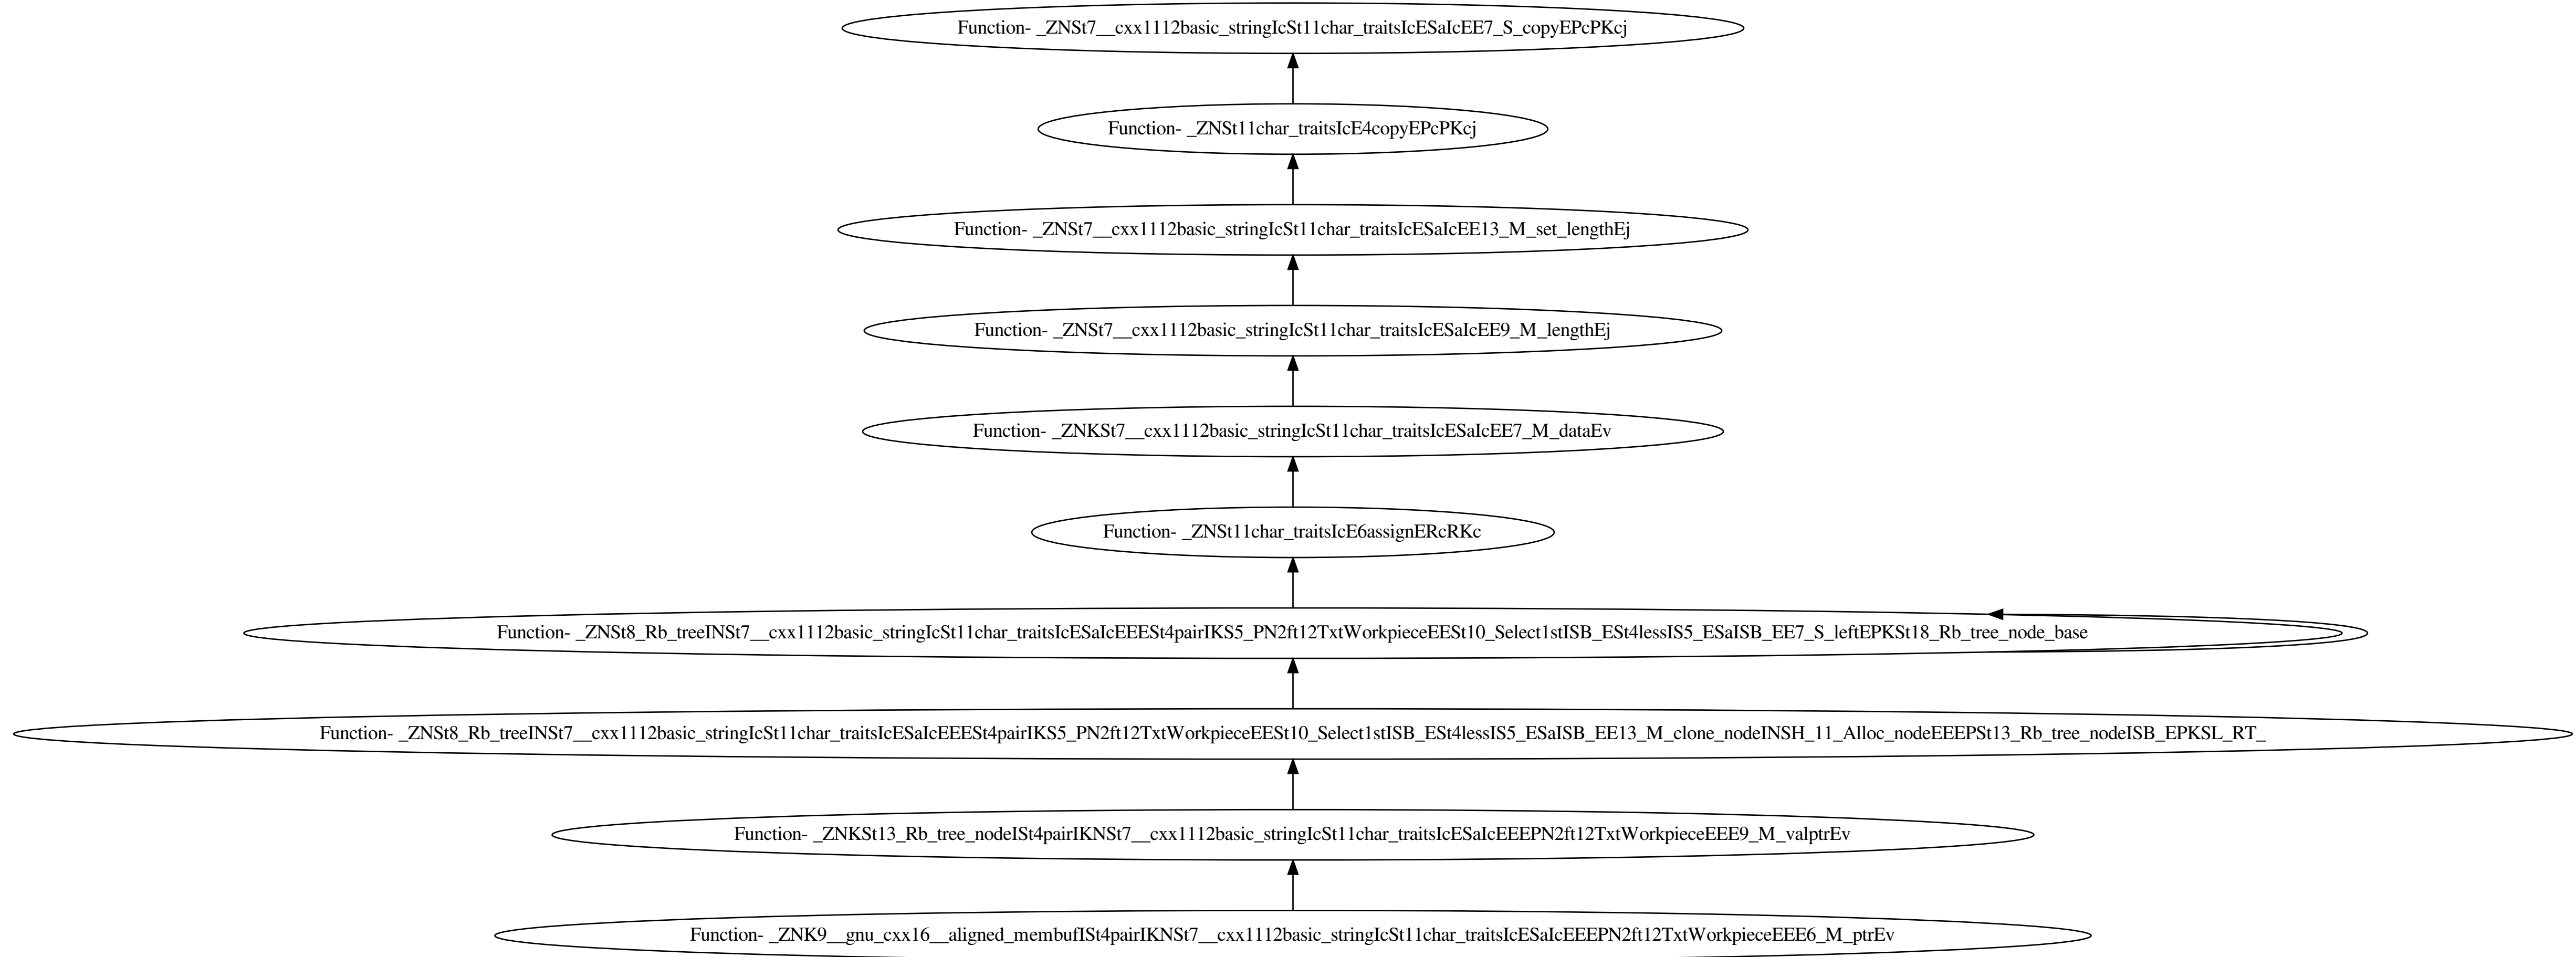 Function- _ZNSt7__cxx1112basic_stringIcSt11char_traitsIcESaIcEE7_S_copyEPcPKcj
Function- _ZNSt11char_traitsIcE4copyEPcPKcj
Function- _ZNSt7__cxx1112basic_stringIcSt11char_traitsIcESaIcEE13_M_set_lengthEj
Function- _ZNSt7__cxx1112basic_stringIcSt11char_traitsIcESaIcEE9_M_lengthEj
Function- _ZNKSt7__cxx1112basic_stringIcSt11char_traitsIcESaIcEE7_M_dataEv
Function- _ZNSt11char_traitsIcE6assignERcRKc
Function- _ZNSt8_Rb_treeINSt7__cxx1112basic_stringIcSt11char_traitsIcESaIcEEESt4pairIKS5_PN2ft12TxtWorkpieceEESt10_Select1stISB_ESt4lessIS5_ESaISB_EE7_S_leftEPKSt18_Rb_tree_node_base
Function- _ZNSt8_Rb_treeINSt7__cxx1112basic_stringIcSt11char_traitsIcESaIcEEESt4pairIKS5_PN2ft12TxtWorkpieceEESt10_Select1stISB_ESt4lessIS5_ESaISB_EE13_M_clone_nodeINSH_11_Alloc_nodeEEEPSt13_Rb_tree_nodeISB_EPKSL_RT_
Function- _ZNKSt13_Rb_tree_nodeISt4pairIKNSt7__cxx1112basic_stringIcSt11char_traitsIcESaIcEEEPN2ft12TxtWorkpieceEEE9_M_valptrEv
Function- _ZNK9__gnu_cxx16__aligned_membufISt4pairIKNSt7__cxx1112basic_stringIcSt11char_traitsIcESaIcEEEPN2ft12TxtWorkpieceEEE6_M_ptrEv